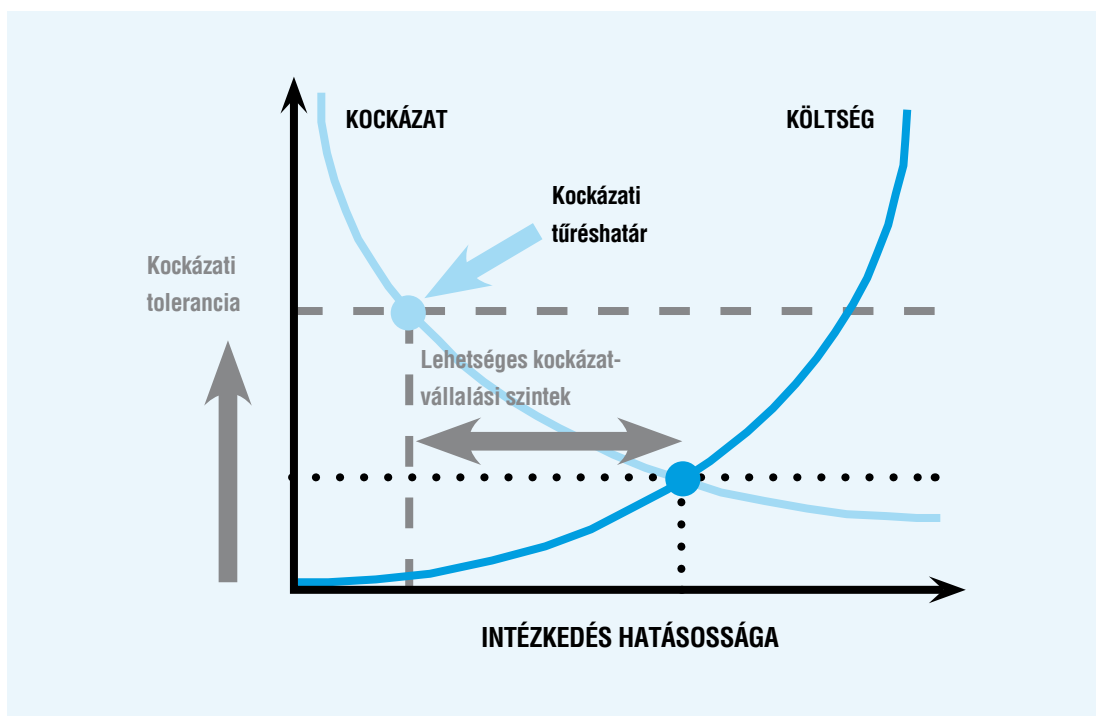 KOCKÁZAT
KÖLTSÉG
Kockázati
tűréshatár
Kockázati
tolerancia
Lehetséges kockázat-
vállalási szintek
INTÉZKEDÉS HATÁSOSSÁGA